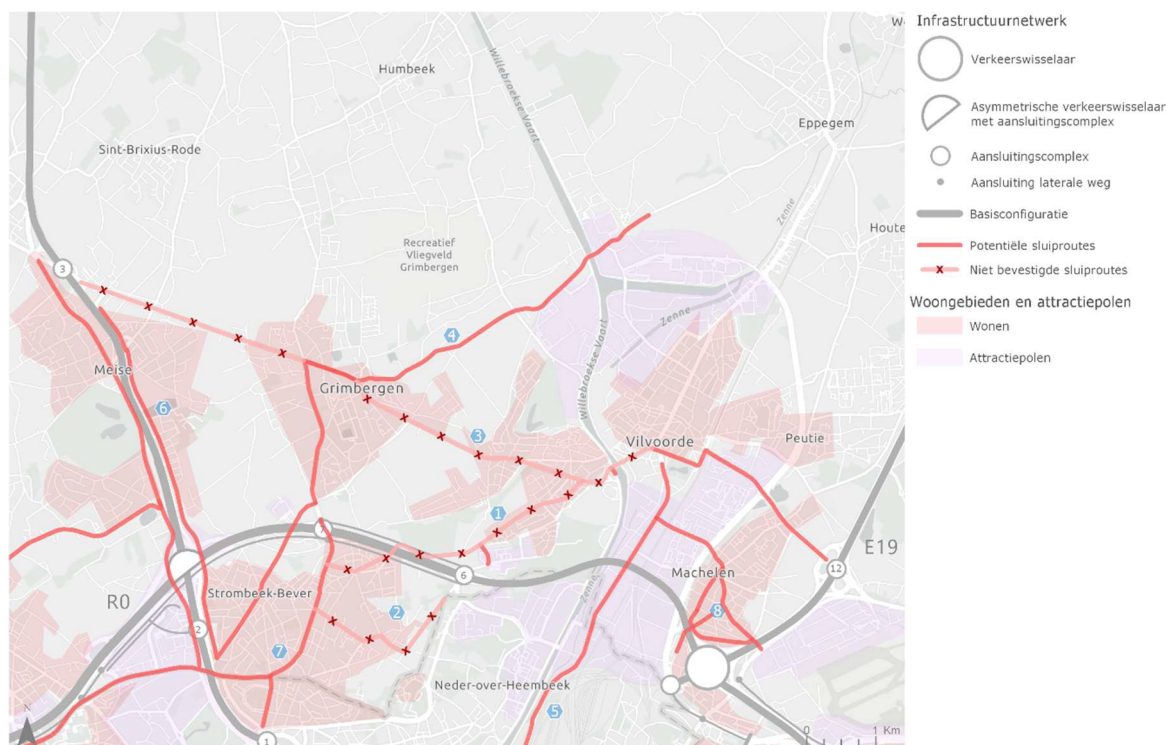 Humbeek
Willebroekse Vaart
Eppegem
Sint-Brixius-Rode
Zenne
Houte
Recreatief
Vliegveld
Grimbergen
3
Zenne
4
Willebroekse Vaart
Meise
Grimbergen
6
3
Vilvoorde
Peutie
1
7
E19
6
12
Machelen
R0
Strombeek-Bever
2
8
2
7
Neder-over-Heembeek
Zenne
5
N
1
0
1 Km
Infrastructuurnetwerk
Verkeerswisselaar
Asymmetrische verkeerswisselaar
met aansluitingscomplex
Aansluitingscomplex
Aansluiting laterale weg
Basisconfiguratie
Potentiële sluiproutes
x Niet bevestigde sluiproutes
Woongebieden en attractiepolen
Wonen
Attractiepolen